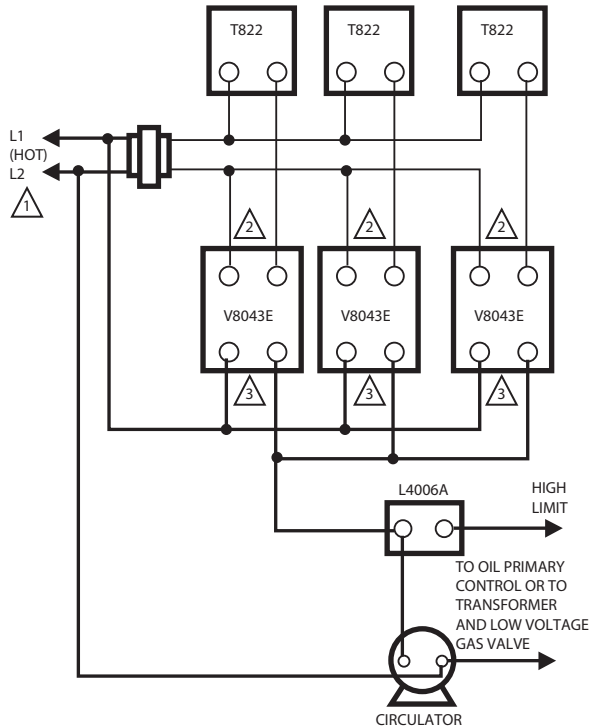 T822
T822
T822
L1
(HOT)
L2
1
2
2
2
V8043E
V8043E
V8043E
3
3
3
L4006A
HIGH
LIMIT
TO OIL PRIMARY
CONTROL OR TO
TRANSFORMER
AND LOW VOLTAGE
GAS VALVE
CIRCULATOR